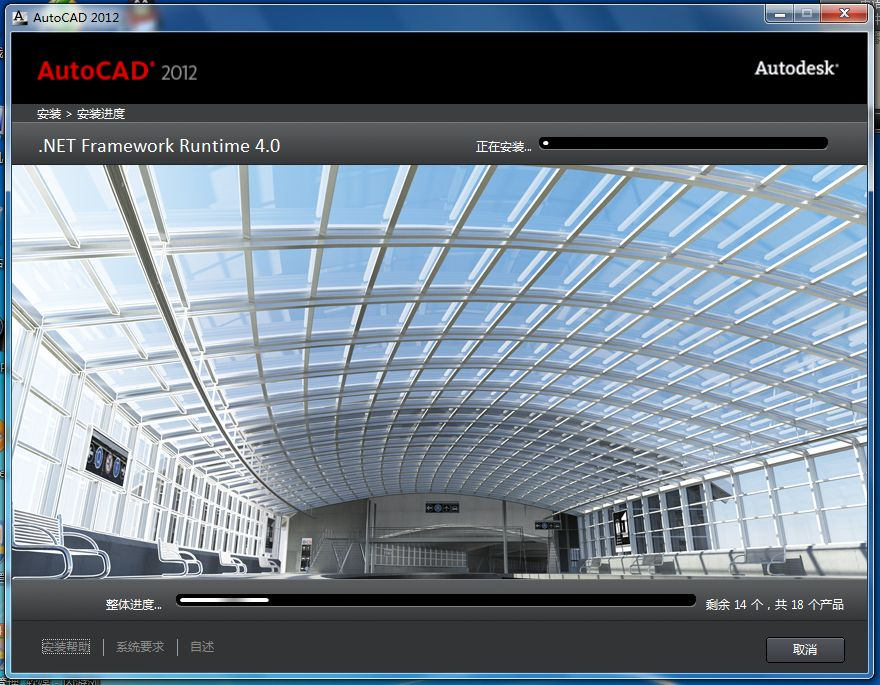 AutoCAD 2012
AutoCAD® 2012
Autodesk®
安装 > 安装进度
.NET Framework Runtime 4.0
正在安装...
整体进度...
剩余 14 个，共 18 个产品
安装帮助 | 系统要求 | 自述
取消